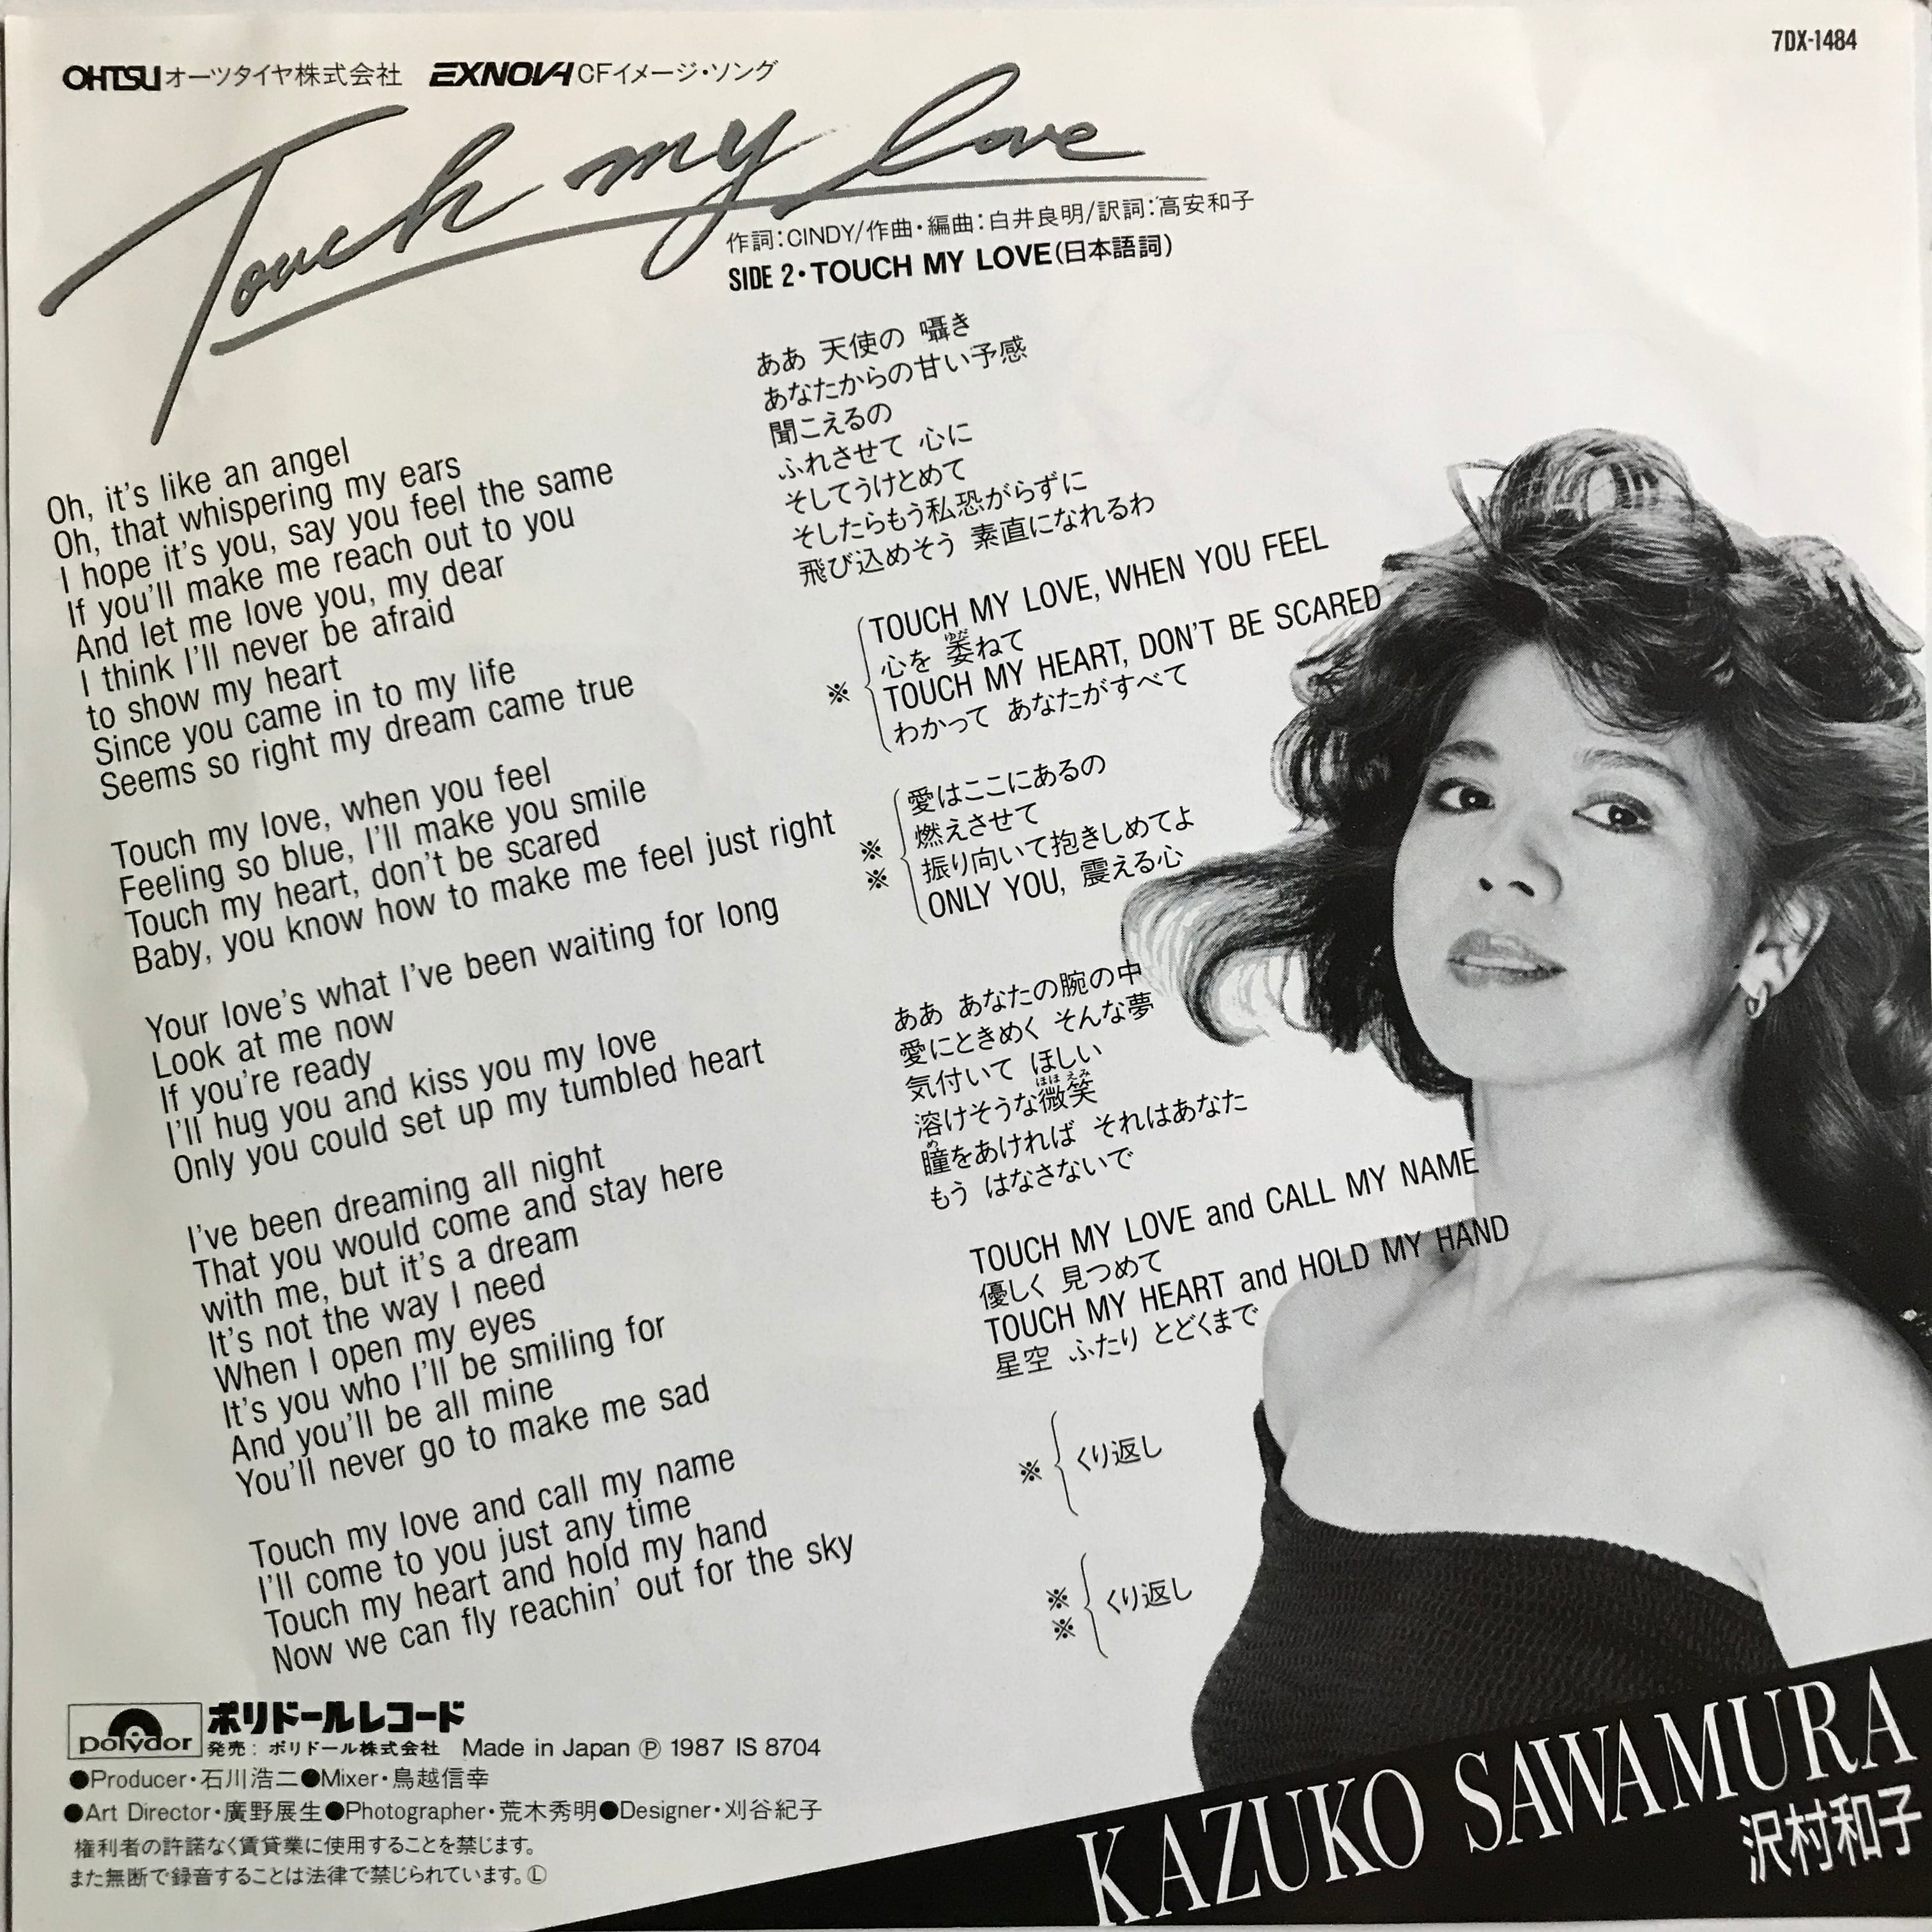 7DX-1484
OHTSU オーツタイヤ株式会社 EXNOVA CFイメージ・ソング
Touch my love
作詞:CINDY/作曲・編曲:白井良明/訳詞:高安和子
SIDE 2・TOUCH MY LOVE(日本語詞)
Oh, it's like an angel
Oh, that whispering my ears
I hope it's you, say you feel the same
If you'll make me reach out to you
And let me love you, my dear
I think I'll never be afraid
to show my heart
Since you came in to my life
Seems so right my dream came true
Touch my love, when you feel
Feeling so blue, I'll make you smile
Touch my heart, don't be scared
Baby, you know how to make me feel just right
Your love's what I've been waiting for long
Look at me now
If you're ready
I'll hug you and kiss you my love
Only you could set up my tumbled heart
I've been dreaming all night
That you would come and stay here
with me, but it's a dream
It's not the way I need
When I open my eyes
It's you who I'll be smiling for
And you'll be all mine
You'll never go to make me sad
Touch my love and call my name
I'll come to you just any time
Touch my heart and hold my hand
Now we can fly reachin' out for the sky
ああ 天使の 囁き
あなたからの甘い予感
聞こえるの
ふれさせて 心に
そしてうけとめて
そしたらもう私恐がらずに
飛び込めそう 素直になれるわ
TOUCH MY LOVE, WHEN YOU FEEL
ゆだ
心を 委ねて
※
TOUCH MY HEART, DON'T BE SCARED
わかって あなたがすべて
愛はここにあるの
燃えさせて
※
※
振り向いて抱きしめてよ
ONLY YOU, 震える心
ああ あなたの腕の中
愛にときめく そんな夢
気付いて ほしい
ほほ えみ
溶けそうな微笑
め
瞳をあければ それはあなた
もう はなさないで
TOUCH MY LOVE and CALL MY NAME
優しく 見つめて
TOUCH MY HEART and HOLD MY HAND
星空 ふたり とどくまで
※ くり返し
※
※ くり返し
polydor ポリドールレコード
発売: ポリドール株式会社 Made in Japan Ⓟ 1987 IS 8704
●Producer・石川浩二●Mixer・鳥越信幸
●Art Director・廣野展生●Photographer・荒木秀明●Designer・刈谷紀子
権利者の許諾なく賃貸業に使用することを禁じます。
また無断で録音することは法律で禁じられています。Ⓛ
KAZUKO SAWAMURA
沢村和子